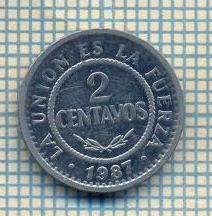 LA UNION ES LA FUERZA
2
CENTAVOS
1987